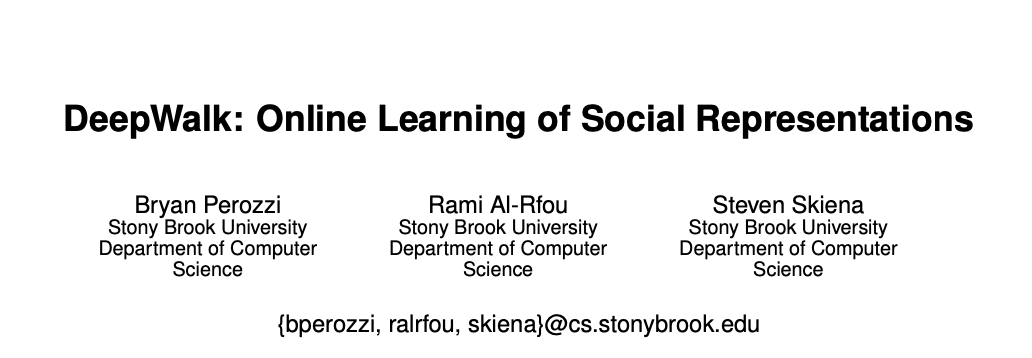 DeepWalk: Online Learning of Social Representations
Bryan Perozzi
Stony Brook University
Department of Computer
Science
Rami Al-Rfou
Stony Brook University
Department of Computer
Science
Steven Skiena
Stony Brook University
Department of Computer
Science
{bperozzi, ralrfou, skiena}@cs.stonybrook.edu